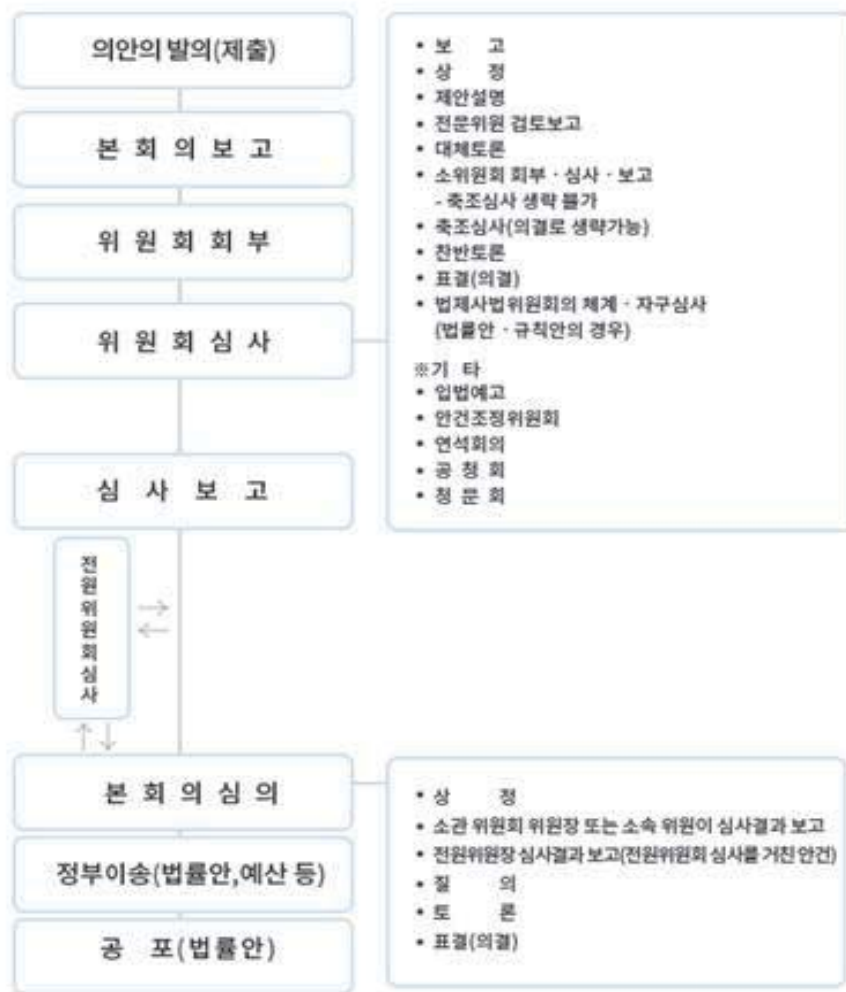 의안의 발의(제출)
본 회 의 보 고
위 원 회 회 부
위 원 회 심 사
• 보 고
• 상 정
• 제안설명
• 전문위원 검토보고
• 대체토론
• 소위원회 회부 · 심사 · 보고
- 축조심사 생략 불가
• 축조심사(의결로 생략가능)
• 찬반토론
• 표결(의결)
• 법제사법위원회의 체계 · 자구심사
(법률안 · 규칙안의 경우)
※기 타
• 입법예고
• 안건조정위원회
• 연석회의
• 공 청 회
• 청 문 회
심 사 보 고
전원위원회심사
본 회 의 심 의
• 상 정
• 소관 위원회 위원장 또는 소속 위원이 심사결과 보고
• 전원위원장 심사결과 보고(전원위원회 심사를 거친 안건)
• 질 의
• 토 론
• 표결(의결)
정부이송(법률안,예산 등)
공 포(법률안)